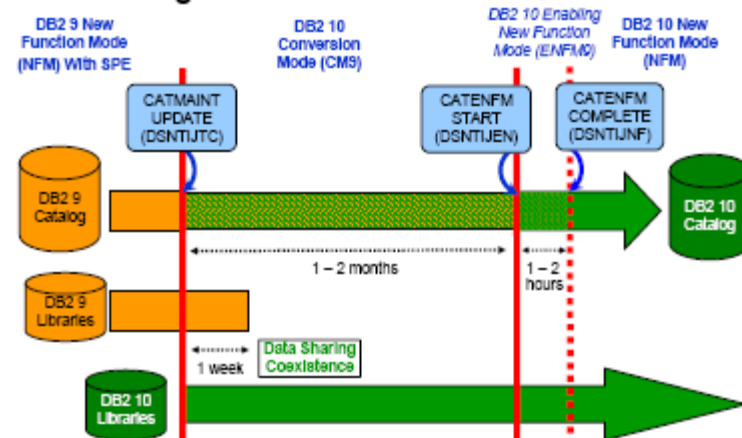 DB2 9 New
Function Mode
(NFM) With SPE
DB2 10
Conversion
Mode (CM9)
DB2 10 Enabling
New Function
Mode (ENFM9)
DB2 10 New
Function Mode
(NFM)
CATMAINT
UPDATE
(DSNTIJTC)
CATENFM
START
(DSNTIJEN)
CATENFM
COMPLETE
(DSNTIJNF)
DB2 9
Catalog
DB2 10
Catalog
1 – 2 months
1 – 2
hours
DB2 9
Libraries
1 week
Data Sharing
Coexistence
DB2 10
Libraries